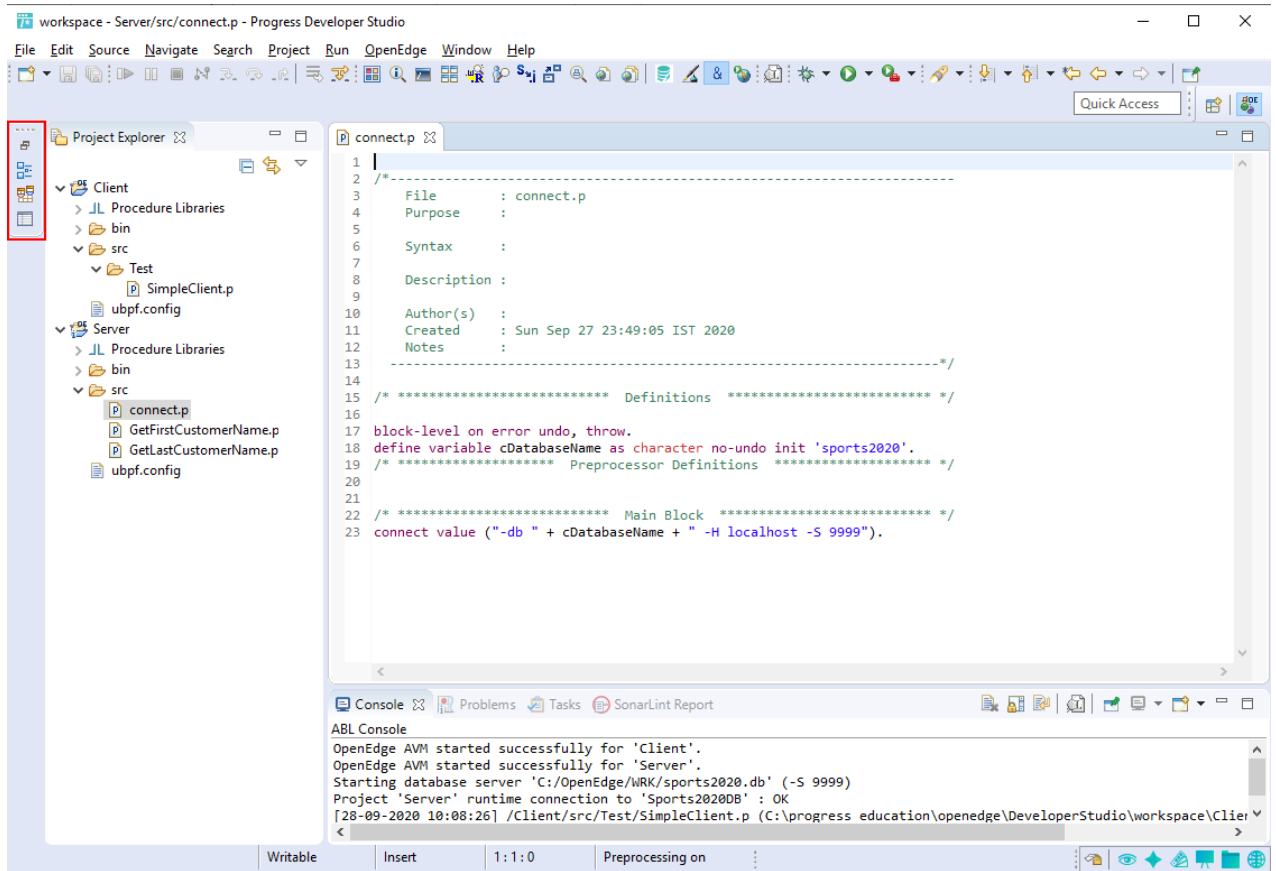 workspace - Server/src/connect.p - Progress Developer Studio
File Edit Source Navigate Search Project Run OpenEdge Window Help
Quick Access
Project Explorer
Client
Procedure Libraries
bin
src
Test
SimpleClient.p
ubpf.config
Server
Procedure Libraries
bin
src
connect.p
GetFirstCustomerName.p
GetLastCustomerName.p
ubpf.config
connect.p
1
2 /*------------------------------------------------------------------------
3 File : connect.p
4 Purpose :
5
6 Syntax :
7
8 Description :
9
10 Author(s) :
11 Created : Sun Sep 27 23:49:05 IST 2020
12 Notes :
13 ----------------------------------------------------------------------*/
14
15 /* *************************** Definitions ************************** */
16
17 block-level on error undo, throw.
18 define variable cDatabaseName as character no-undo init 'sports2020'.
19 /* ******************** Preprocessor Definitions ******************** */
20
21
22 /* *************************** Main Block *************************** */
23 connect value ("-db " + cDatabaseName + " -H localhost -S 9999").
Console Problems Tasks SonarLint Report
ABL Console
OpenEdge AVM started successfully for 'Client'.
OpenEdge AVM started successfully for 'Server'.
Starting database server 'C:/OpenEdge/WRK/sports2020.db' (-S 9999)
Project 'Server' runtime connection to 'Sports2020DB' : OK
[28-09-2020 10:08:26] /Client/src/Test/SimpleClient.p (C:\progress education\openedge\DeveloperStudio\workspace\Clier
Writable Insert 1:1:0 Preprocessing on